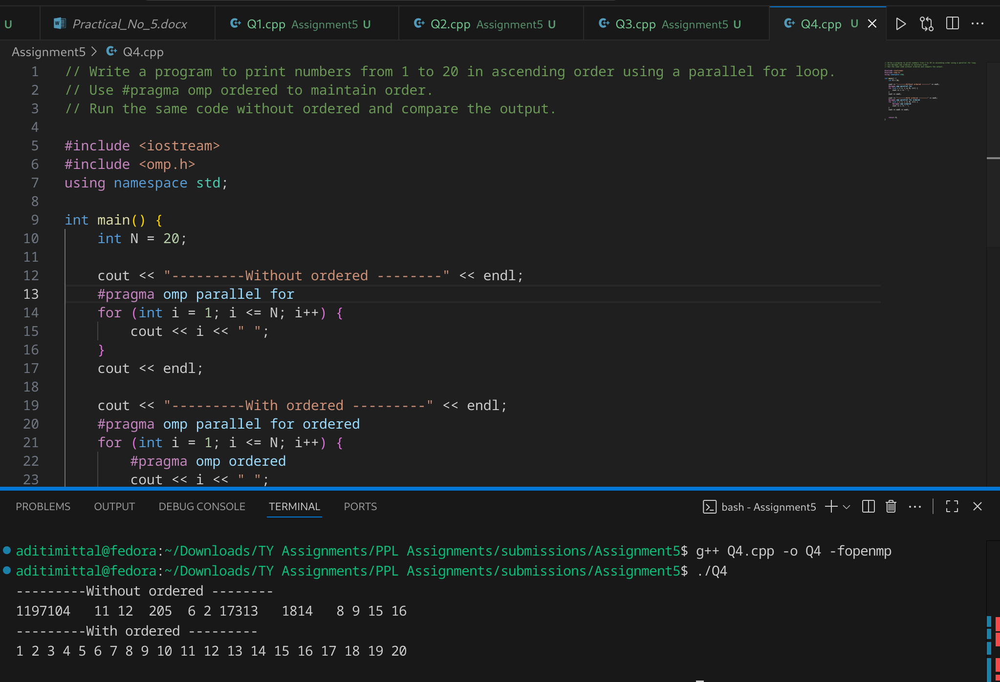 U Practical_No_5.docx Q1.cpp Assignment5 U Q2.cpp Assignment5 U Q3.cpp Assignment5 U Q4.cpp U
Assignment5 > Q4.cpp
1 // Write a program to print numbers from 1 to 20 in ascending order using a parallel for loop.
2 // Use #pragma omp ordered to maintain order.
3 // Run the same code without ordered and compare the output.
4
5 #include <iostream>
6 #include <omp.h>
7 using namespace std;
8
9 int main() {
10 int N = 20;
11
12 cout << "---------Without ordered --------" << endl;
13 #pragma omp parallel for
14 for (int i = 1; i <= N; i++) {
15 cout << i << " ";
16 }
17 cout << endl;
18
19 cout << "---------With ordered ---------" << endl;
20 #pragma omp parallel for ordered
21 for (int i = 1; i <= N; i++) {
22 #pragma omp ordered
23 cout << i << " ";
PROBLEMS OUTPUT DEBUG CONSOLE TERMINAL PORTS bash - Assignment5
aditimittal@fedora:~/Downloads/TY Assignments/PPL Assignments/submissions/Assignment5$ g++ Q4.cpp -o Q4 -fopenmp
aditimittal@fedora:~/Downloads/TY Assignments/PPL Assignments/submissions/Assignment5$ ./Q4
---------Without ordered --------
1197104   11 12  205  6 2 17313   1814   8 9 15 16
---------With ordered ---------
1 2 3 4 5 6 7 8 9 10 11 12 13 14 15 16 17 18 19 20